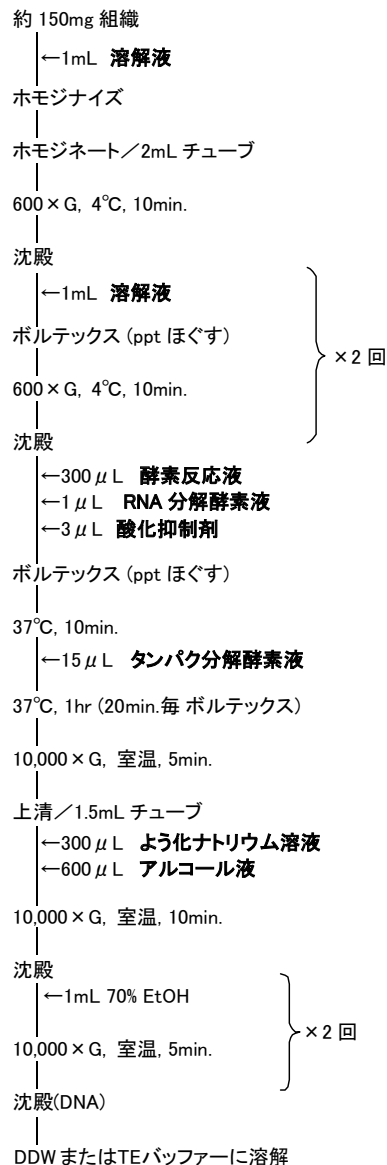 約 150mg 組織
←1mL 溶解液
ホモジナイズ
ホモジネート／2mL チューブ
600×G, 4℃, 10min.
沈殿
←1mL 溶解液
ボルテックス (ppt ほぐす)
×2 回
600×G, 4℃, 10min.
沈殿
←300μL 酵素反応液
←1μL RNA 分解酵素液
←3μL 酸化抑制剤
ボルテックス (ppt ほぐす)
37℃, 10min.
←15μL タンパク分解酵素液
37℃, 1hr (20min.毎 ボルテックス)
10,000×G, 室温, 5min.
上清／1.5mL チューブ
←300μL よう化ナトリウム溶液
←600μL アルコール液
10,000×G, 室温, 10min.
沈殿
←1mL 70% EtOH
×2 回
10,000×G, 室温, 5min.
沈殿(DNA)
DDW またはTEバッファーに溶解